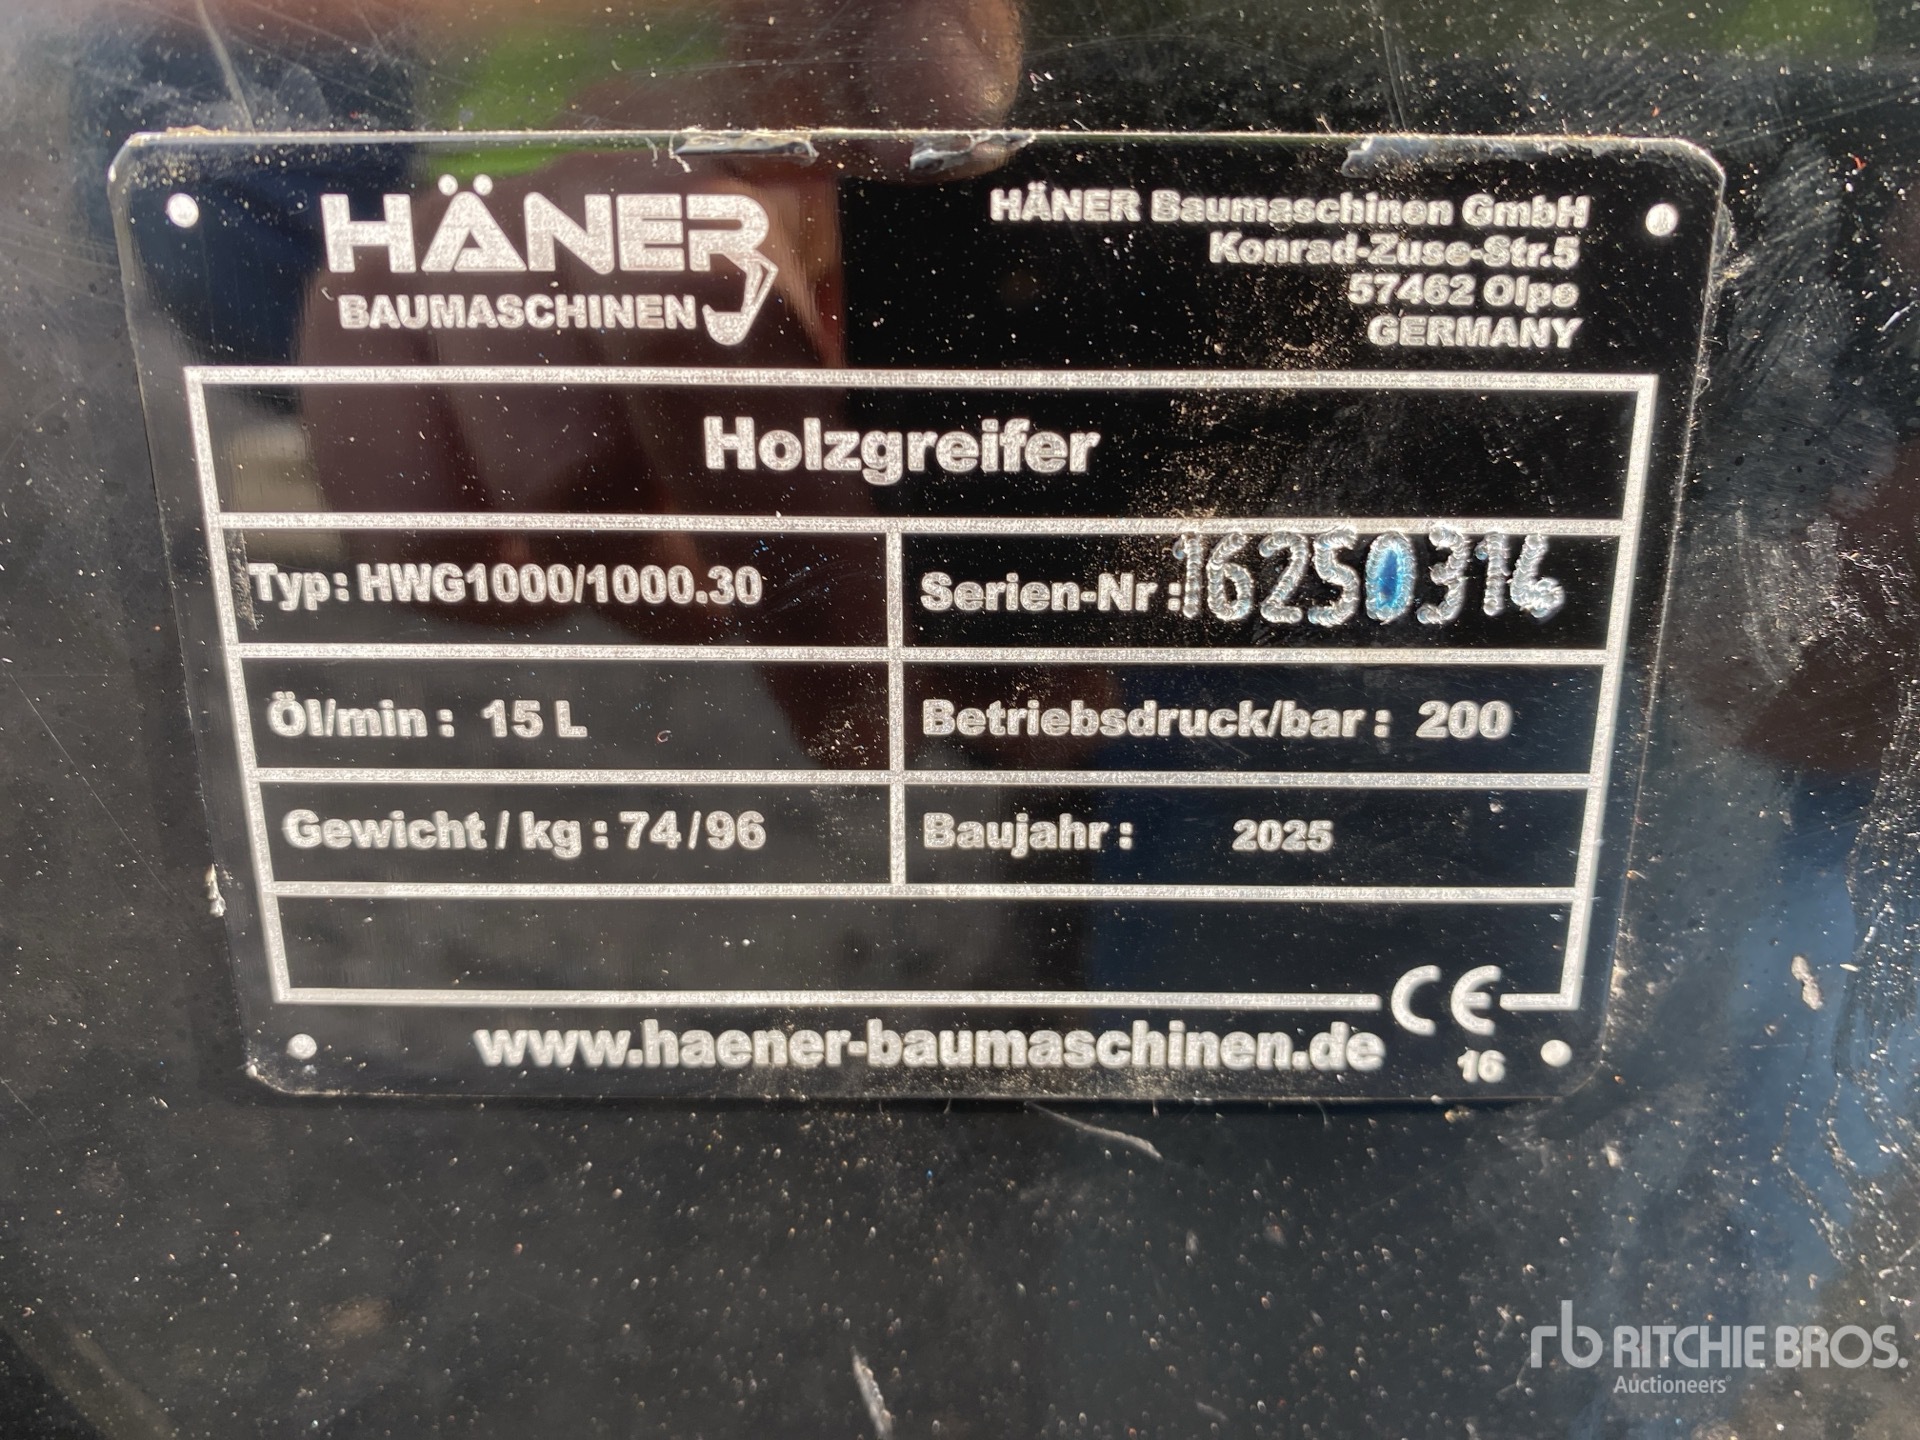 HÄNER
BAUMASCHINEN
HÄNER Baumaschinen GmbH
Konrad-Zuse-Str.5
57462 Olpe
GERMANY
Holzgreifer
Typ: HWG1000/1000.30
Serien-Nr : 16250316
Öl/min : 15 L
Betriebsdruck/bar : 200
Gewicht / kg : 74 / 96
Baujahr : 2025
CE
16
www.haener-baumaschinen.de
rb RITCHIE BROS.
Auctioneers